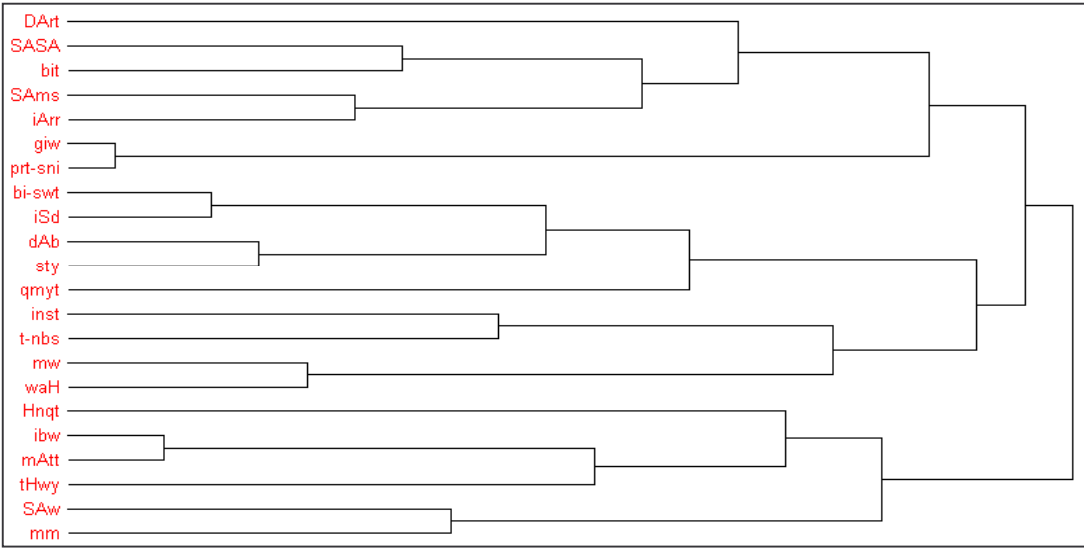 DArt
SASA
bit
SAms
iArr
giw
prt-sni
bi-swt
iSd
dAb
sty
qmyt
inst
t-nbs
mw
waH
Hnqt
ibw
mAtt
tHwy
SAw
mm